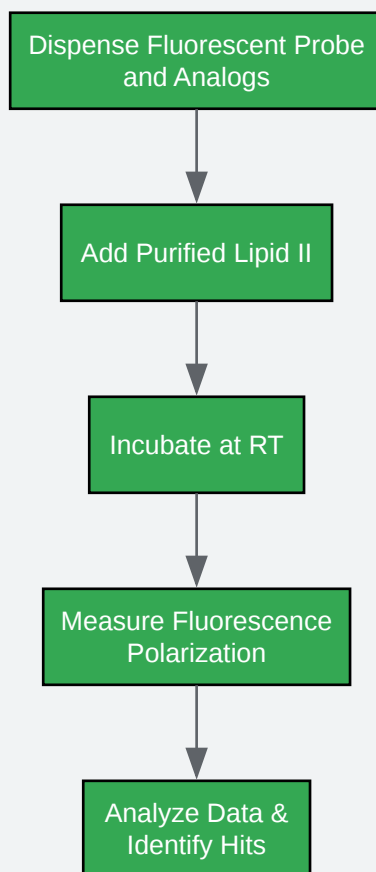 Dispense Fluorescent Probe
and Analogs
Add Purified Lipid II
Incubate at RT
Measure Fluorescence
Polarization
Analyze Data &
Identify Hits